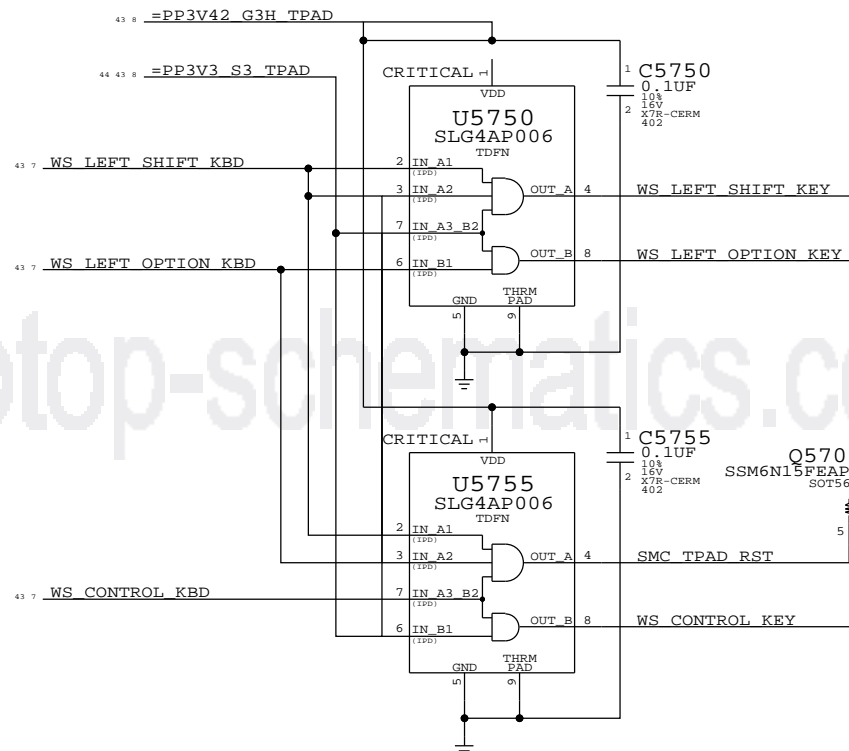 43 8 =PP3V42_G3H_TPAD
44 43 8 =PP3V3_S3_TPAD
CRITICAL 1
VDD
U5750
SLG4AP006
TDFN
1 C5750
0.1UF
10%
16V
2 X7R-CERM
402
43 7 WS_LEFT_SHIFT_KBD
2 IN_A1
(IPD)
3 IN_A2
(IPD)
OUT_A 4 WS_LEFT_SHIFT_KEY
7 IN_A3_B2
(IPD)
OUT_B 8 WS_LEFT_OPTION_KEY
43 7 WS_LEFT_OPTION_KBD
6 IN_B1
(IPD)
GND
THRM
PAD
5
9
otop-schematics.co
CRITICAL 1
VDD
U5755
SLG4AP006
TDFN
1 C5755
0.1UF
10%
16V
2 X7R-CERM
402
Q570
SSM6N15FEAP
SOT56
5
2 IN_A1
(IPD)
3 IN_A2
(IPD)
OUT_A 4 SMC_TPAD_RST
43 7 WS_CONTROL_KBD
7 IN_A3_B2
(IPD)
OUT_B 8 WS_CONTROL_KEY
6 IN_B1
(IPD)
GND
THRM
PAD
5
9